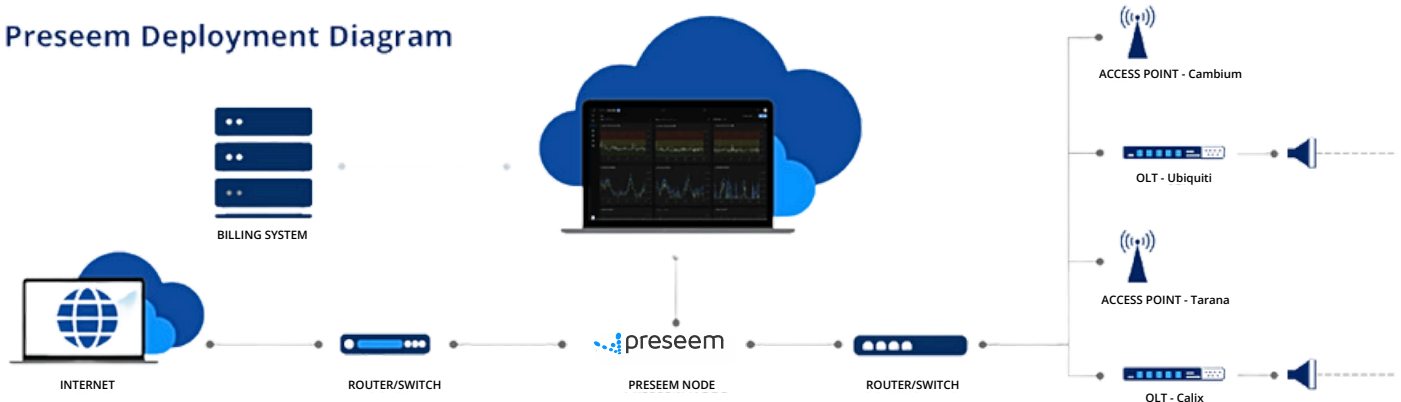 Preseem Deployment Diagram
ACCESS POINT - Cambium
OLT - Ubiquiti
BILLING SYSTEM
ACCESS POINT - Tarana
preseem
INTERNET
ROUTER/SWITCH
PRESEEM NODE
ROUTER/SWITCH
OLT - Calix